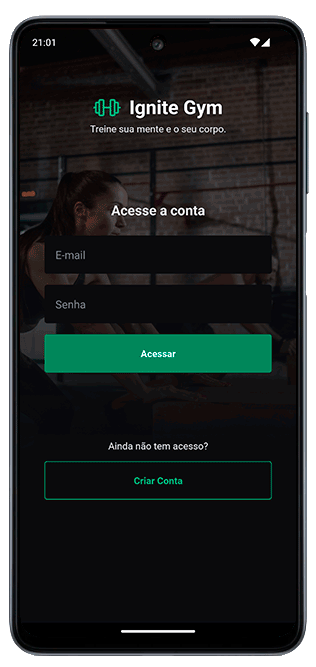 21:01
Ignite Gym
Treine sua mente e o seu corpo.
Acesse a conta
E-mail
Senha
Acessar
Ainda não tem acesso?
Criar Conta